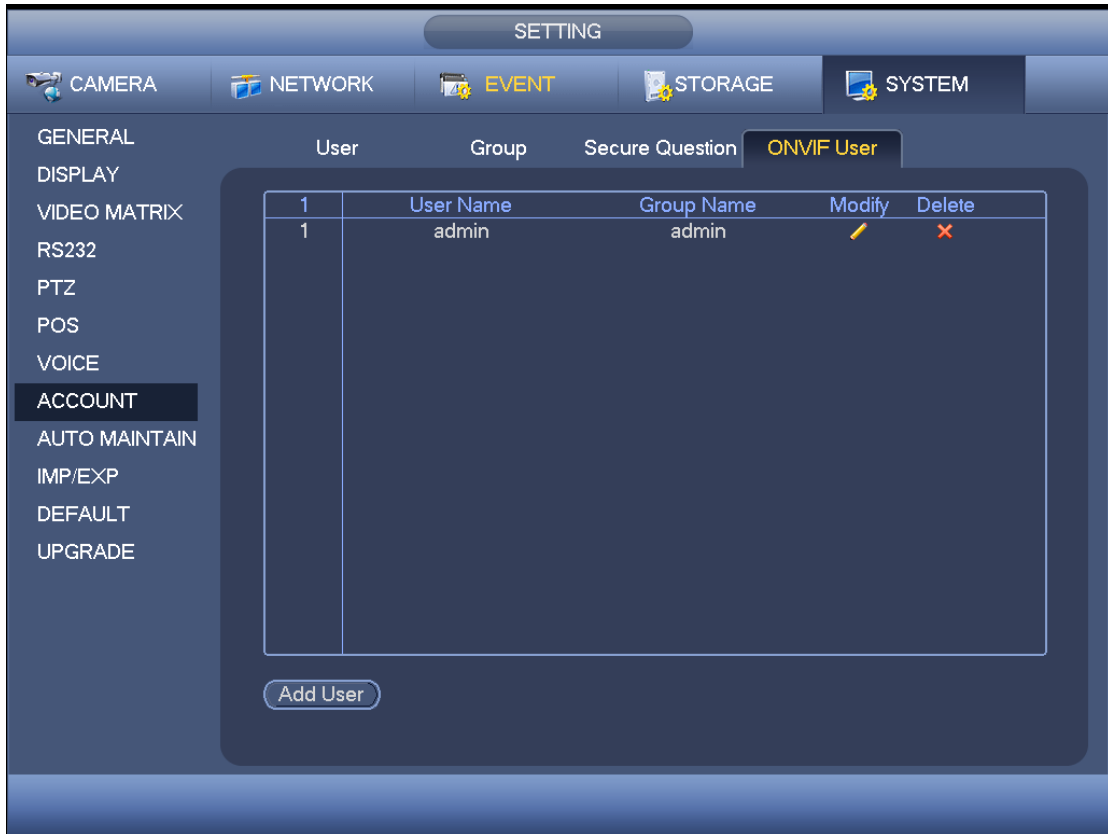 SETTING
CAMERA NETWORK EVENT STORAGE SYSTEM
GENERAL
DISPLAY
VIDEO MATRIX
RS232
PTZ
POS
VOICE
ACCOUNT
AUTO MAINTAIN
IMP/EXP
DEFAULT
UPGRADE
User Group Secure Question ONVIF User
1 User Name Group Name Modify Delete
1 admin admin
Add User